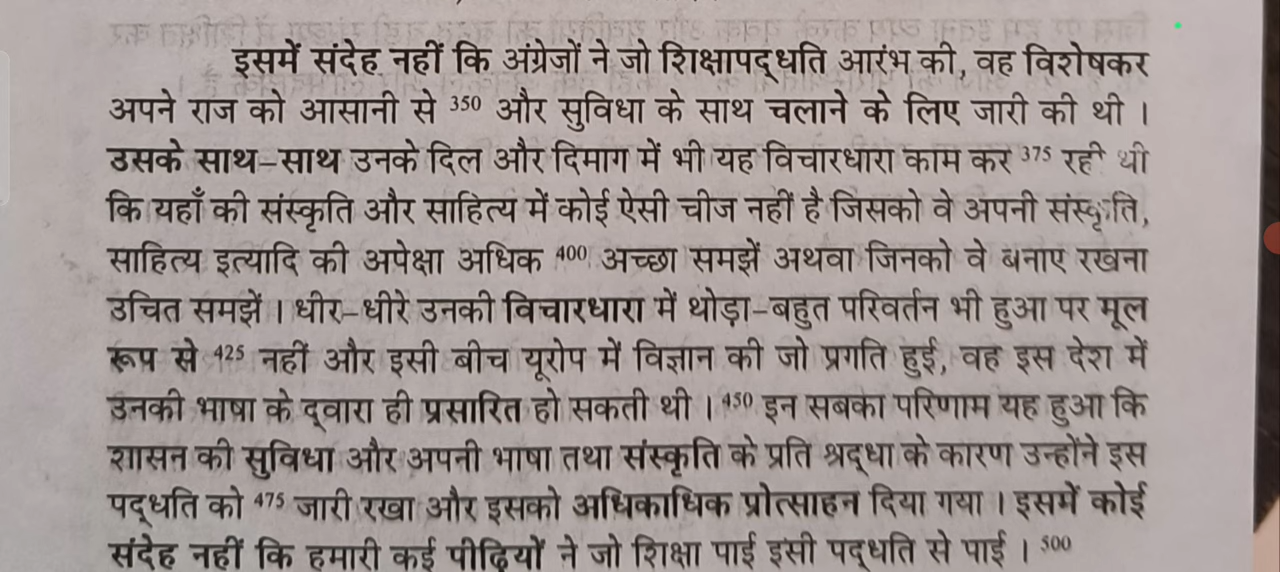 इसमें संदेह नहीं कि अंग्रेजों ने जो शिक्षापद्धति आरंभ की, वह विशेषकर
अपने राज को आसानी से 350 और सुविधा के साथ चलाने के लिए जारी की थी ।
उसके साथ–साथ उनके दिल और दिमाग में भी यह विचारधारा काम कर 375 रही थी
कि यहाँ की संस्कृति और साहित्य में कोई ऐसी चीज नहीं है जिसको वे अपनी संस्कृति,
साहित्य इत्यादि की अपेक्षा अधिक 400 अच्छा समझें अथवा जिनको वे बनाए रखना
उचित समझें । धीर–धीरे उनकी विचारधारा में थोड़ा–बहुत परिवर्तन भी हुआ पर मूल
रूप से 425 नहीं और इसी बीच यूरोप में विज्ञान की जो प्रगति हुई, वह इस देश में
उनकी भाषा के द्वारा ही प्रसारित हो सकती थी । 450 इन सबका परिणाम यह हुआ कि
शासन की सुविधा और अपनी भाषा तथा संस्कृति के प्रति श्रद्धा के कारण उन्होंने इस
पद्धति को 475 जारी रखा और इसको अधिकाधिक प्रोत्साहन दिया गया । इसमें कोई
संदेह नहीं कि हमारी कई पीढ़ियों ने जो शिक्षा पाई इसी पद्धति से पाई । 500